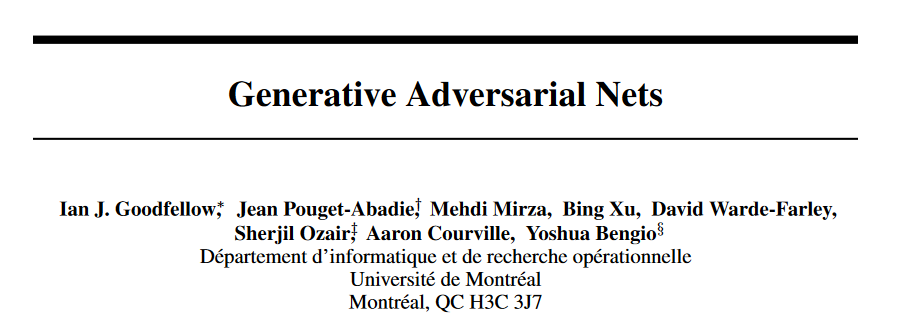 Generative Adversarial Nets
Ian J. Goodfellow,* Jean Pouget-Abadie,† Mehdi Mirza, Bing Xu, David Warde-Farley,
Sherjil Ozair,‡ Aaron Courville, Yoshua Bengio§
Département d'informatique et de recherche opérationnelle
Université de Montréal
Montréal, QC H3C 3J7